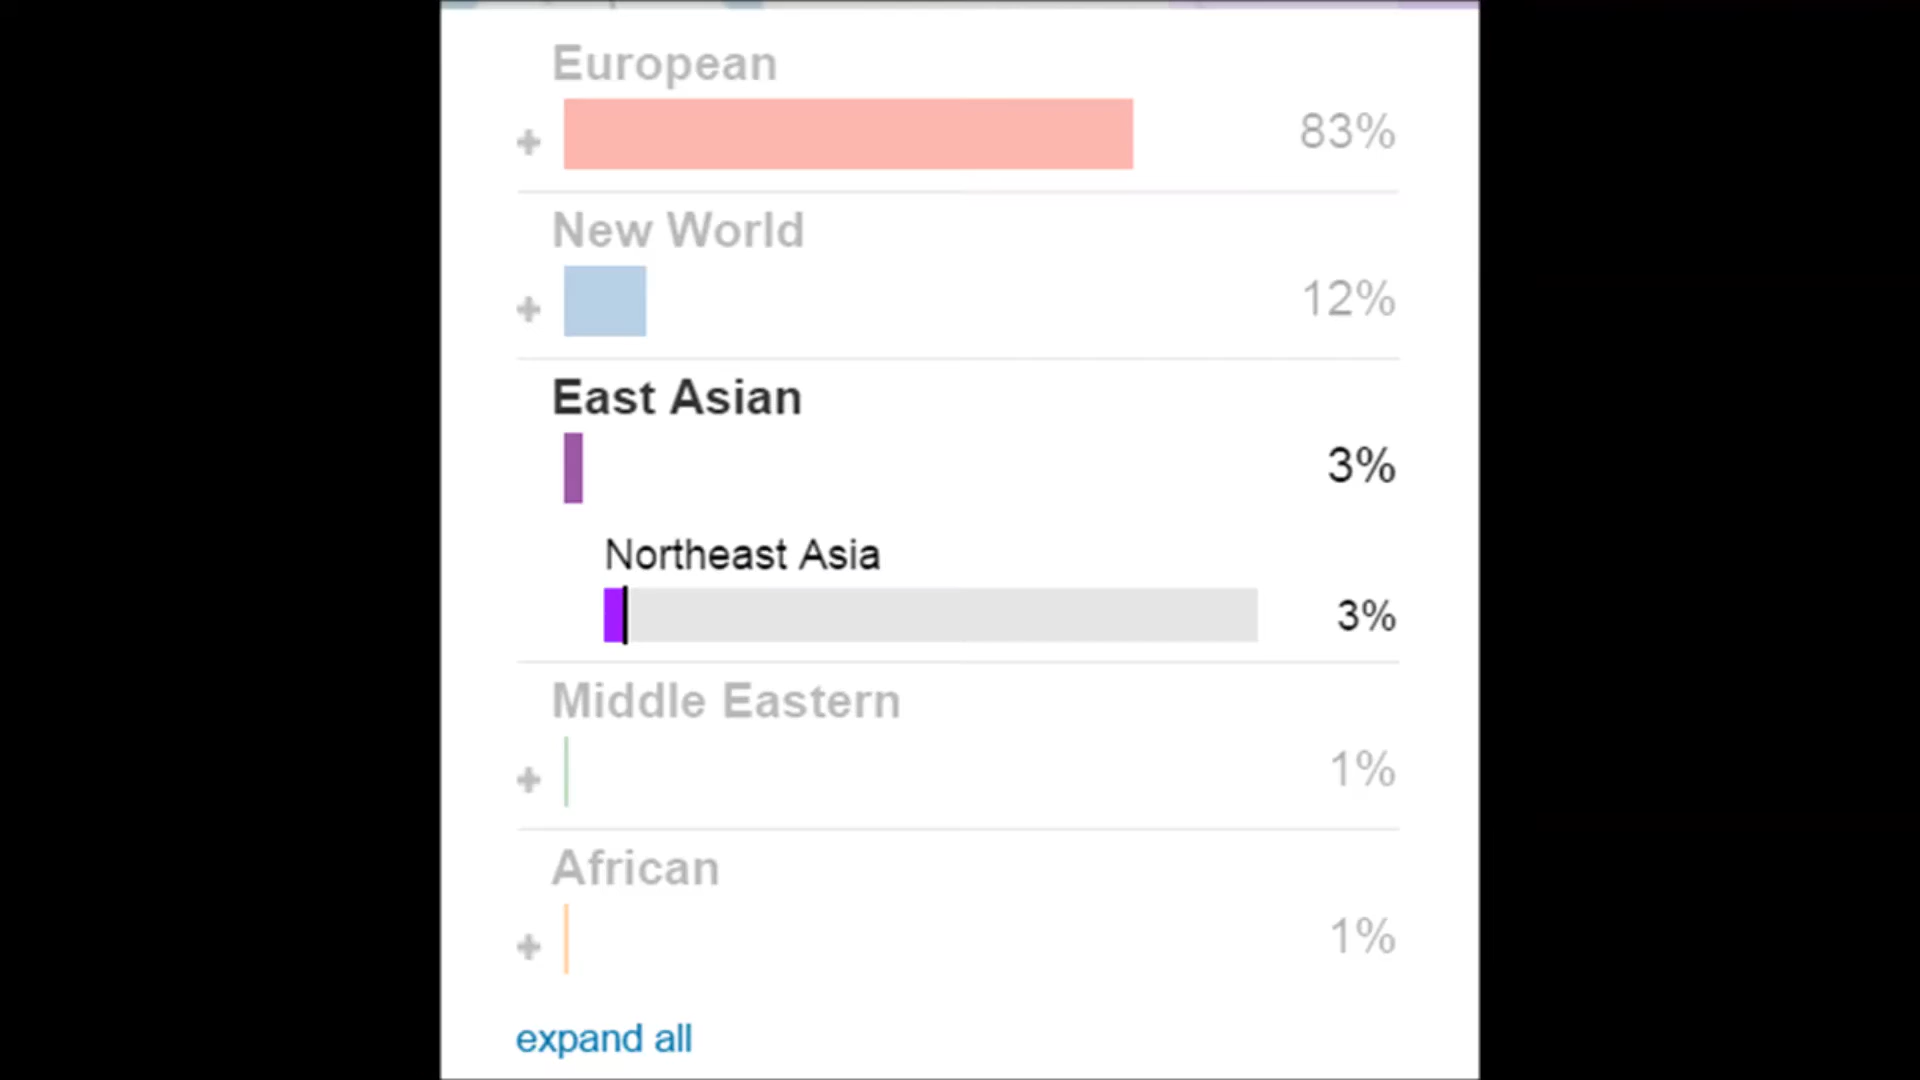 European
83%
New World
12%
East Asian
3%
Northeast Asia
3%
Middle Eastern
1%
African
1%
expand all